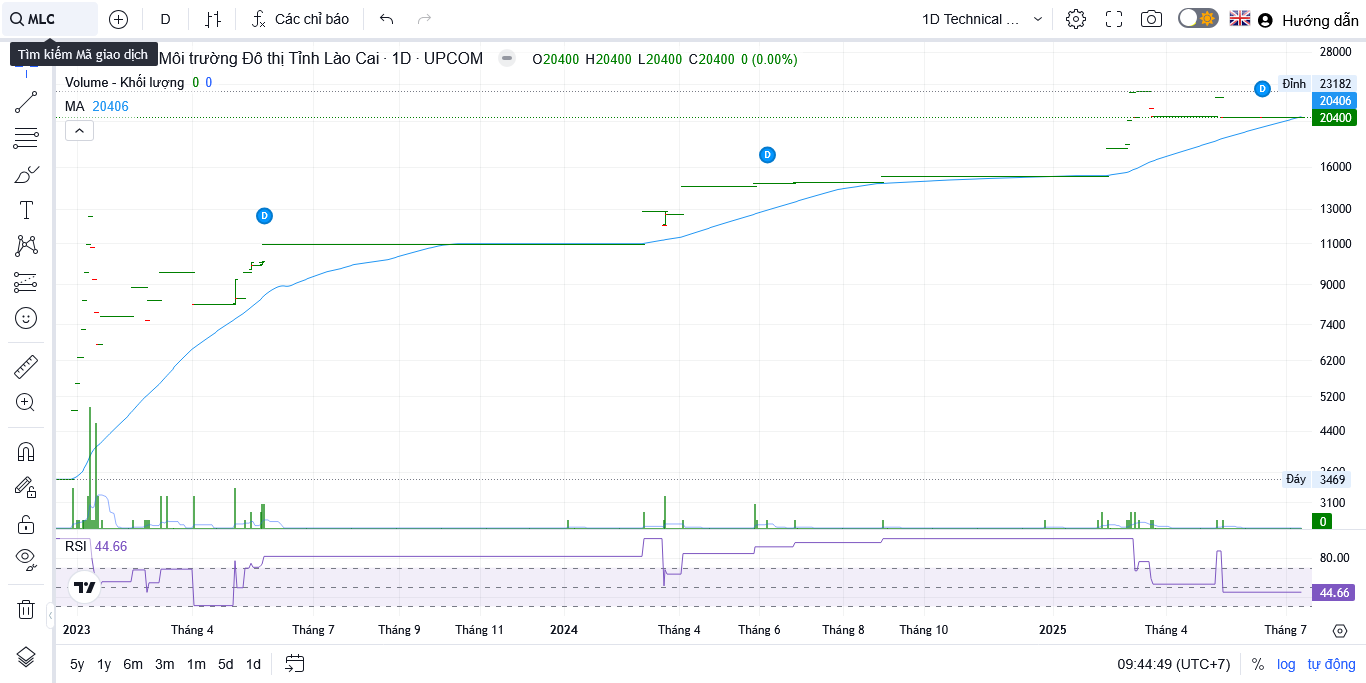 MLC
D
Các chỉ báo
1D Technical ...
Hướng dẫn
Tìm kiếm Mã giao dịch
Môi trường Đô thị Tỉnh Lào Cai · 1D · UPCOM
O20400 H20400 L20400 C20400 0 (0.00%)
Volume - Khối lượng 0 0
MA 20406
28000
Đỉnh 23182
20406
20400
16000
13000
11000
9000
7400
6200
5200
4400
3600
Đáy 3469
3100
0
D
D
D
RSI 44.66
80.00
44.66
2023 Tháng 4 Tháng 7 Tháng 9 Tháng 11 2024 Tháng 4 Tháng 6 Tháng 8 Tháng 10 2025 Tháng 4 Tháng 7
5y 1y 6m 3m 1m 5d 1d
09:44:49 (UTC+7) % log tự động